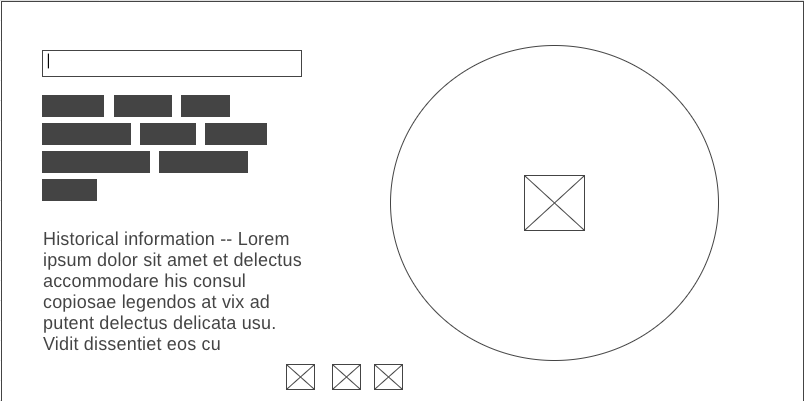 Historical information -- Lorem
ipsum dolor sit amet et delectus
accommodare his consul
copiosae legendos at vix ad
putent delectus delicata usu.
Vidit dissentiet eos cu